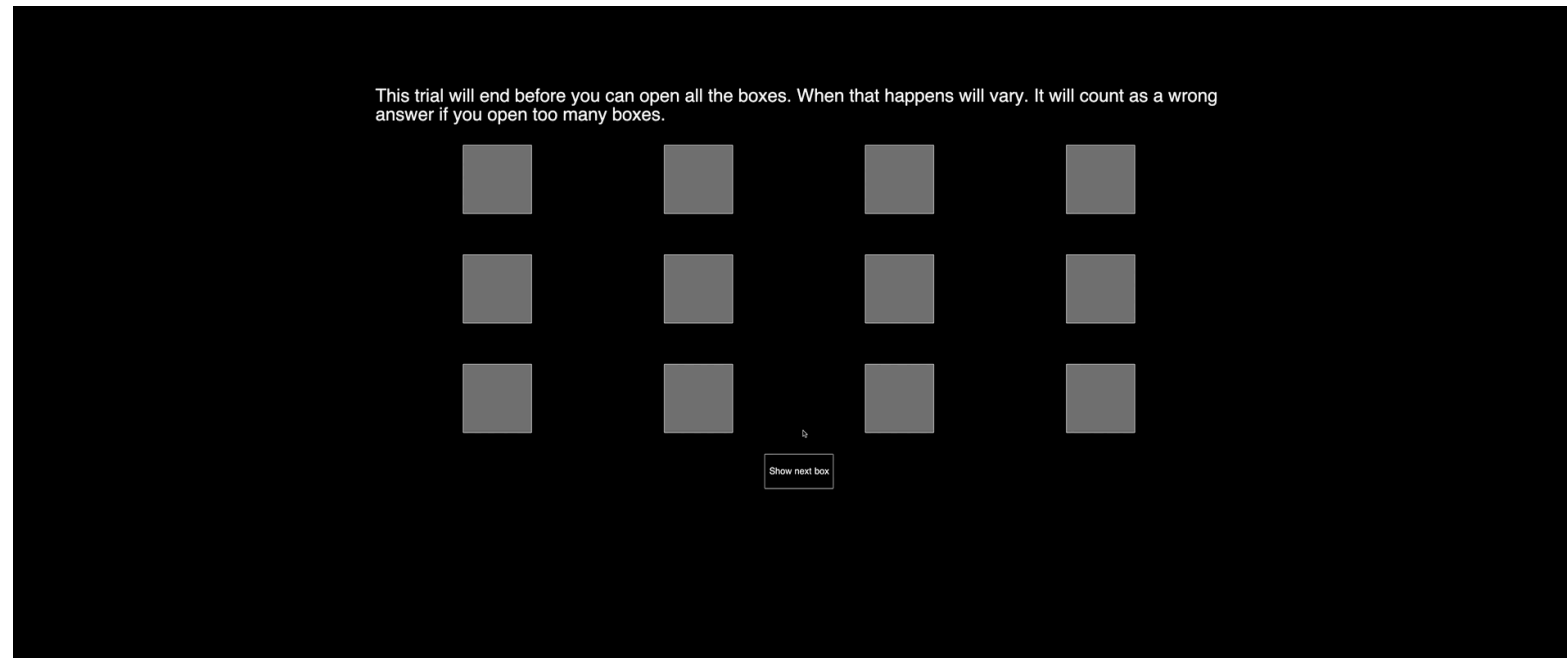 This trial will end before you can open all the boxes. When that happens will vary. It will count as a wrong
answer if you open too many boxes.
Show next box